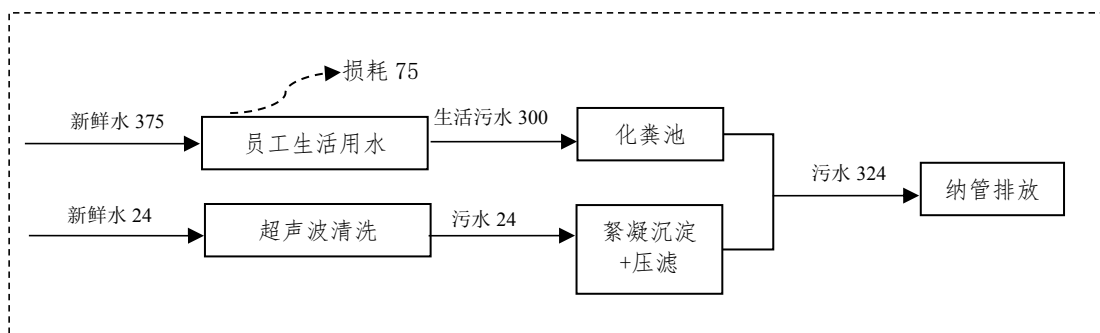 损耗 75
新鲜水 375
员工生活用水
生活污水 300
化粪池
污水 324
纳管排放
新鲜水 24
超声波清洗
污水 24
絮凝沉淀
+压滤